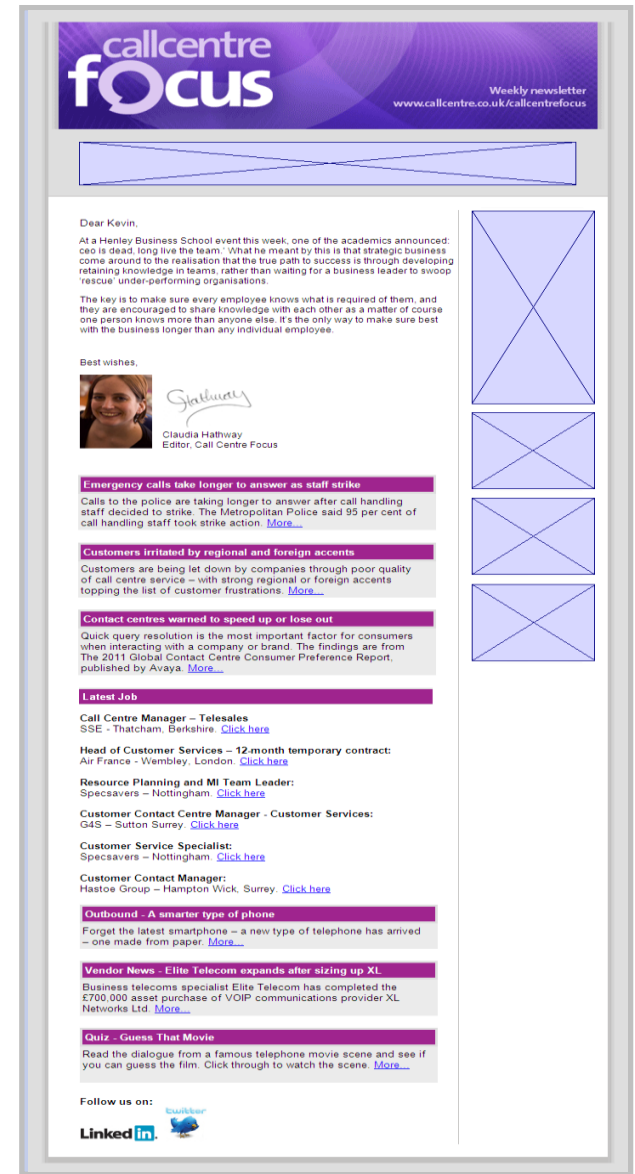 callcentre
focus
Weekly newsletter
www.callcentre.co.uk/callcentrefocus
Dear Kevin,
At a Henley Business School event this week, one of the academics announced:
ceo is dead, long live the team.' What he meant by this is that strategic business
come around to the realisation that the true path to success is through developing
retaining knowledge in teams, rather than waiting for a business leader to swoop
'rescue' under-performing organisations.
The key is to make sure every employee knows what is required of them, and
they are encouraged to share knowledge with each other as a matter of course
one person knows more than anyone else. It's the only way to make sure best
with the business longer than any individual employee.
Best wishes,
Hathway
Claudia Hathway
Editor, Call Centre Focus
Emergency calls take longer to answer as staff strike
Calls to the police are taking longer to answer after call handling
staff decided to strike. The Metropolitan Police said 95 per cent of
call handling staff took strike action. More...
Customers irritated by regional and foreign accents
Customers are being let down by companies through poor quality
of call centre service – with strong regional or foreign accents
topping the list of customer frustrations. More...
Contact centres warned to speed up or lose out
Quick query resolution is the most important factor for consumers
when interacting with a company or brand. The findings are from
The 2011 Global Contact Centre Consumer Preference Report,
published by Avaya. More...
Latest Job
Call Centre Manager – Telesales
SSE - Thatcham, Berkshire. Click here
Head of Customer Services – 12-month temporary contract:
Air France - Wembley, London. Click here
Resource Planning and MI Team Leader:
Specsavers – Nottingham. Click here
Customer Contact Centre Manager - Customer Services:
G4S – Sutton Surrey. Click here
Customer Service Specialist:
Specsavers – Nottingham. Click here
Customer Contact Manager:
Hastoe Group – Hampton Wick, Surrey. Click here
Outbound - A smarter type of phone
Forget the latest smartphone – a new type of telephone has arrived
– one made from paper. More...
Vendor News - Elite Telecom expands after sizing up XL
Business telecoms specialist Elite Telecom has completed the
£700,000 asset purchase of VOIP communications provider XL
Networks Ltd. More...
Quiz - Guess That Movie
Read the dialogue from a famous telephone movie scene and see if
you can guess the film. Click through to watch the scene. More...
Follow us on:
twitter
Linked in.